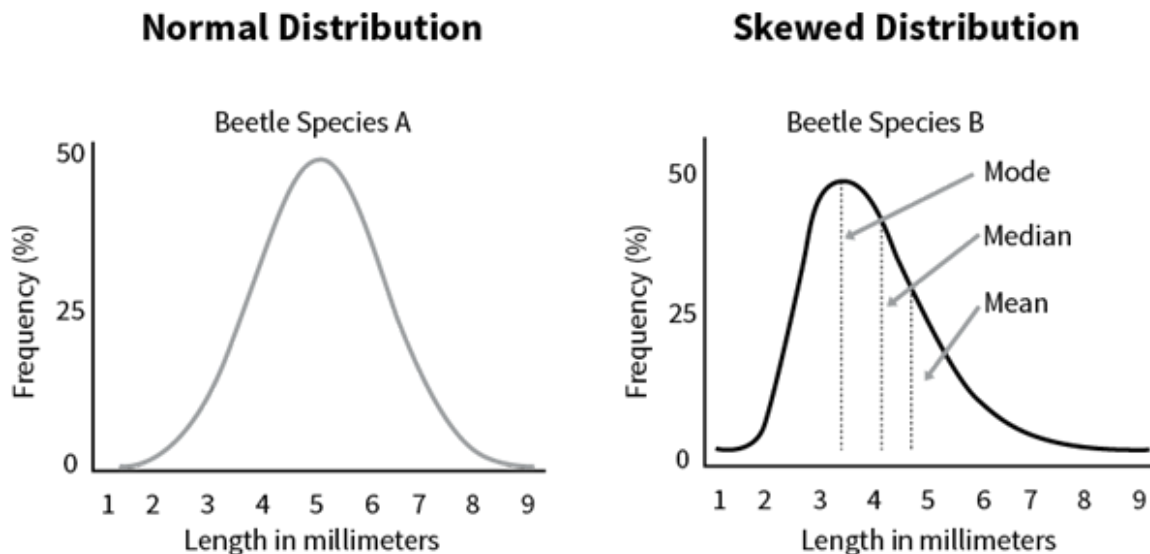 Normal Distribution
Beetle Species A
50
25
0
Frequency (%)
1 2 3 4 5 6 7 8 9
Length in millimeters
Skewed Distribution
Beetle Species B
50
25
0
Frequency (%)
Mode
Median
Mean
1 2 3 4 5 6 7 8 9
Length in millimeters